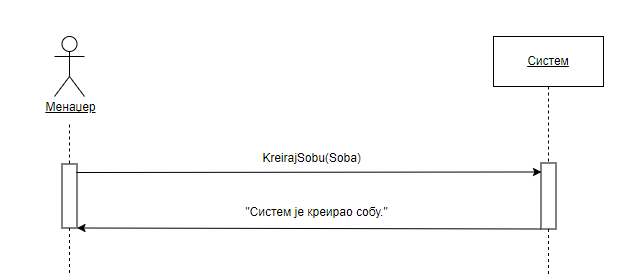 Систем
Менаџер
KreirajSobu(Soba)
"Систем је креирао собу."